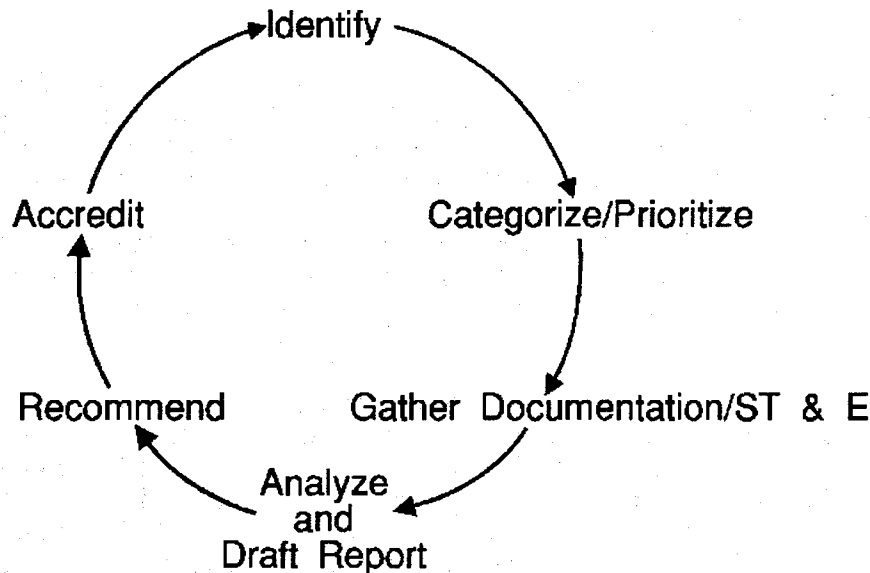 Identify
Categorize/Prioritize
Gather Documentation/ST & E
Analyze
and
Draft Report
Recommend
Accredit